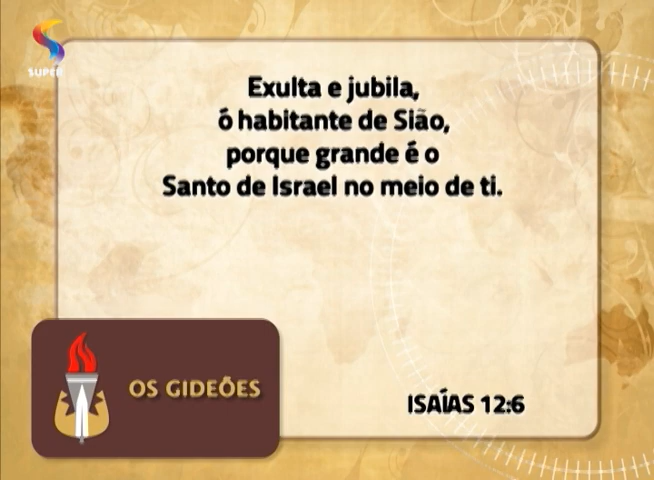 SUPER
Exulta e jubila,
ó habitante de Sião,
porque grande é o
Santo de Israel no meio de ti.
OS GIDEÕES
ISAÍAS 12:6